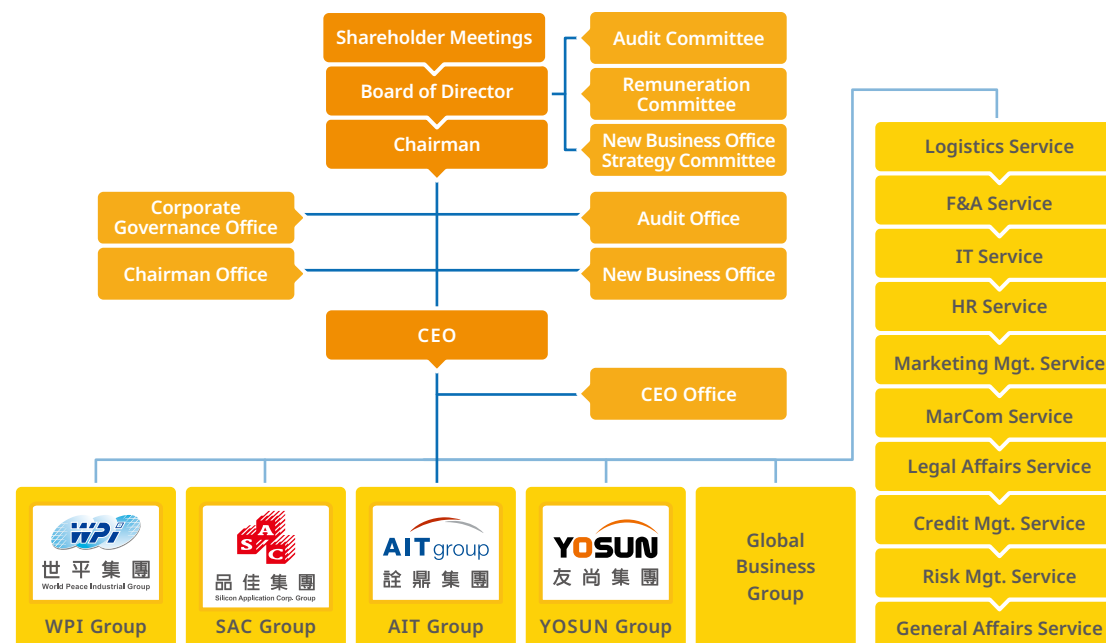 Shareholder Meetings
Board of Director
Chairman
Audit Committee
Remuneration
Committee
New Business Office
Strategy Committee
Corporate
Governance Office
Audit Office
Chairman Office
New Business Office
CEO
CEO Office
WPi
世平集團
World Peace Industrial Group
WPI Group
SAC
品佳集團
Silicon Application Corp. Group
SAC Group
AIT group
詮鼎集團
AIT Group
YOSUN
友尚集團
YOSUN Group
Global
Business
Group
Logistics Service
F&A Service
IT Service
HR Service
Marketing Mgt. Service
MarCom Service
Legal Affairs Service
Credit Mgt. Service
Risk Mgt. Service
General Affairs Service